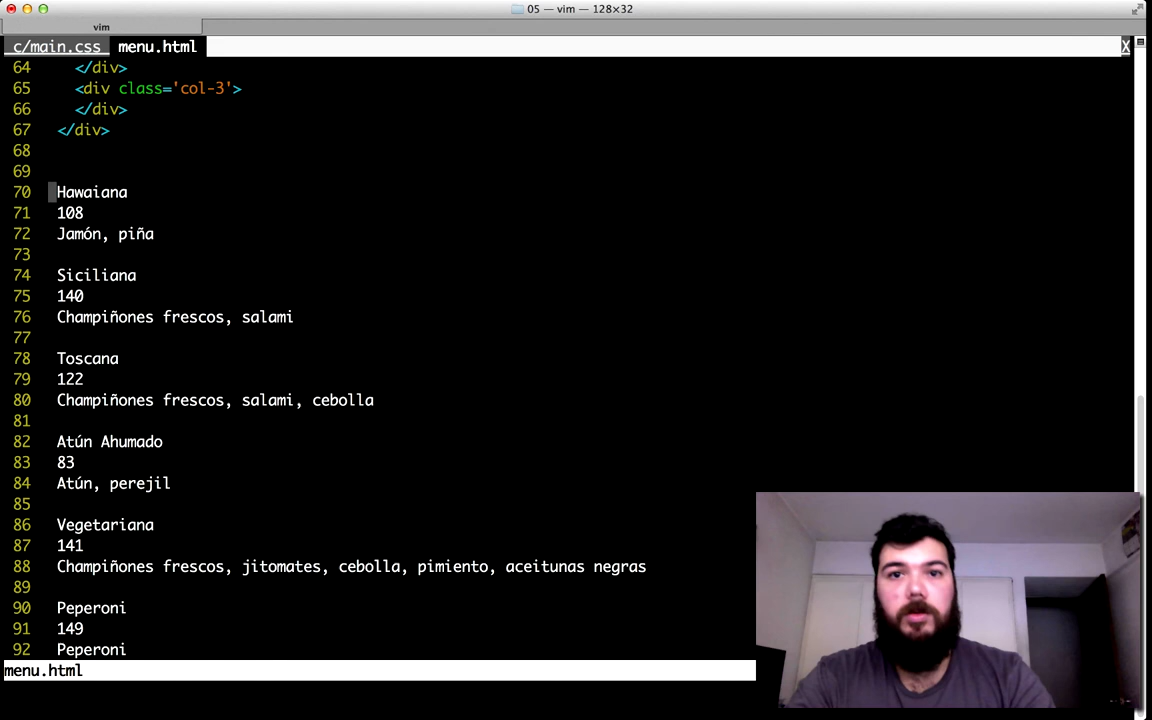 05 — vim — 128×32
vim
c/main.css menu.html X
64 </div>
65 <div class='col-3'>
66 </div>
67 </div>
68
69
70 Hawaiana
71 108
72 Jamón, piña
73
74 Siciliana
75 140
76 Champiñones frescos, salami
77
78 Toscana
79 122
80 Champiñones frescos, salami, cebolla
81
82 Atún Ahumado
83 83
84 Atún, perejil
85
86 Vegetariana
87 141
88 Champiñones frescos, jitomates, cebolla, pimiento, aceitunas negras
89
90 Peperoni
91 149
92 Peperoni
menu.html